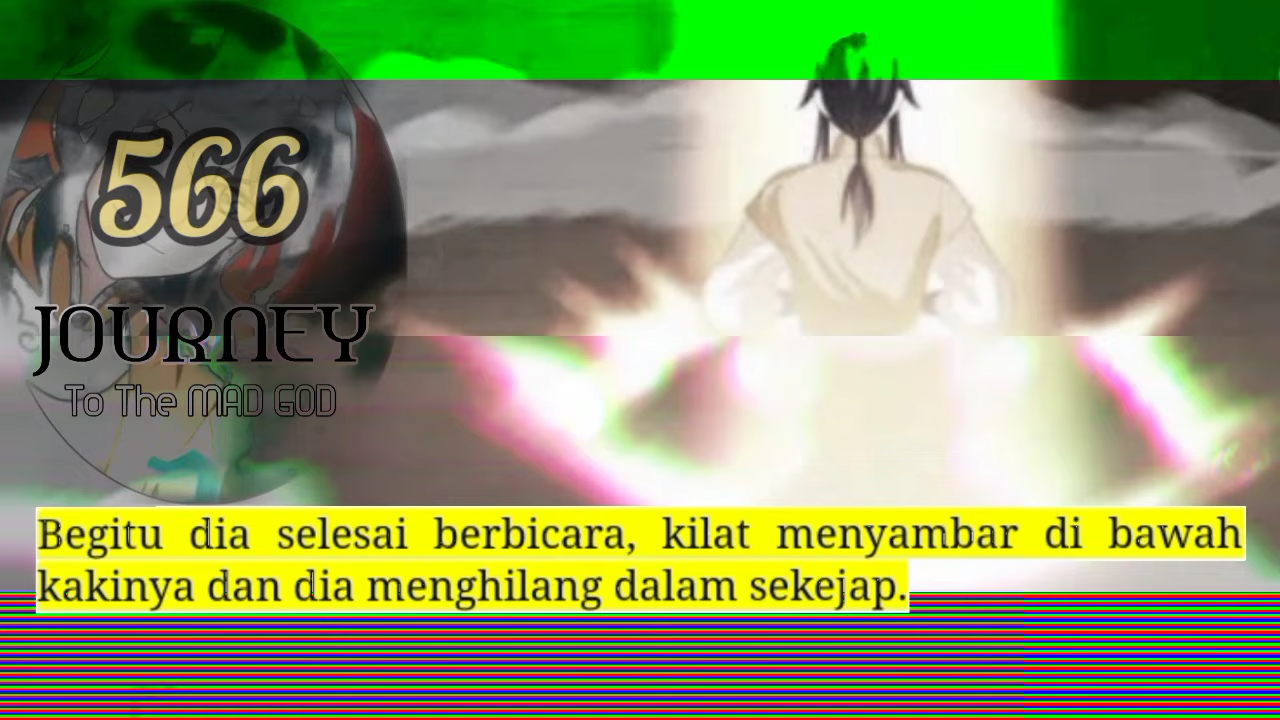 566
JOURNEY
To The MAD GOD
Begitu dia selesai berbicara, kilat menyambar di bawah
kakinya dan dia menghilang dalam sekejap.